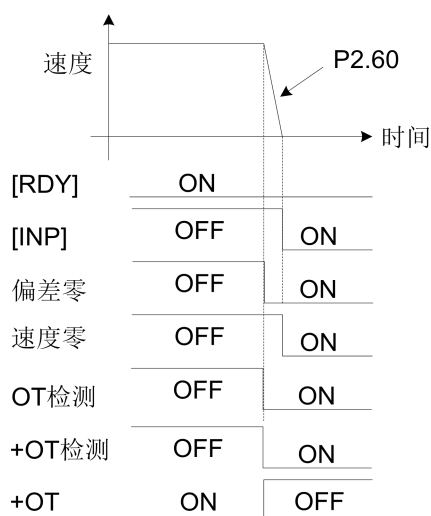 速度
P2.60
时间
[RDY] ON
[INP] OFF ON
偏差零 OFF ON
速度零 OFF ON
OT检测 OFF ON
+OT检测 OFF ON
+OT ON OFF